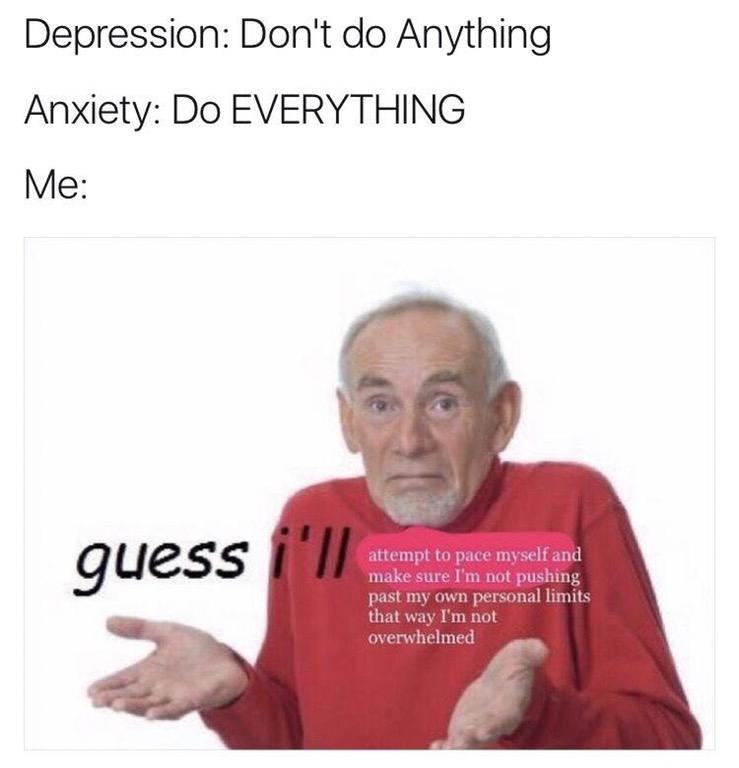 Depression: Don't do Anything
Anxiety: Do EVERYTHING
Me:
guess i'll
attempt to pace myself and
make sure I'm not pushing
past my own personal limits
that way I'm not
overwhelmed